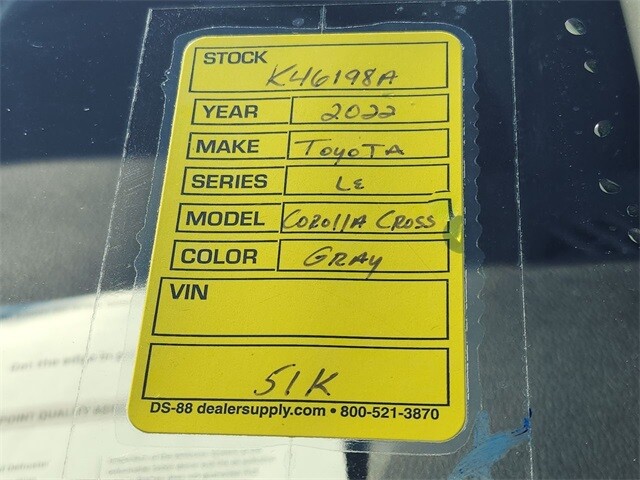 STOCK
K46198A
YEAR 2022
MAKE TOYOTA
SERIES LE
MODEL COROllA CROSS
COLOR GRAY
VIN
51K
DS-88 dealersupply.com • 800-521-3870